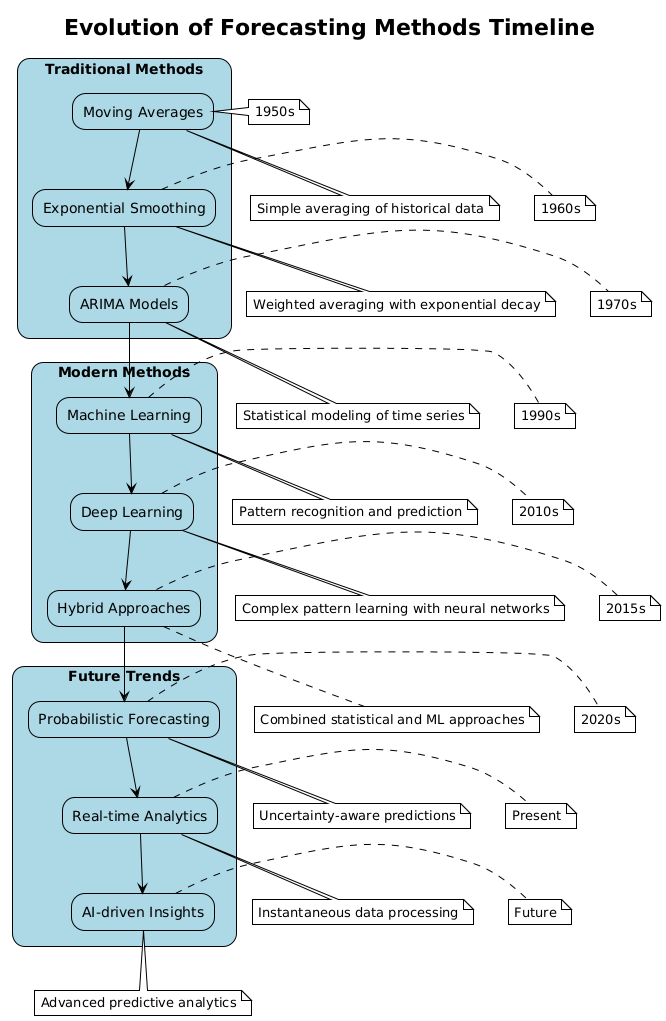 Evolution of Forecasting Methods Timeline
Traditional Methods
Moving Averages
1950s
Exponential Smoothing
Simple averaging of historical data
1960s
ARIMA Models
Weighted averaging with exponential decay
1970s
Modern Methods
Machine Learning
Statistical modeling of time series
1990s
Deep Learning
Pattern recognition and prediction
2010s
Hybrid Approaches
Complex pattern learning with neural networks
2015s
Future Trends
Probabilistic Forecasting
Combined statistical and ML approaches
2020s
Real-time Analytics
Uncertainty-aware predictions
Present
AI-driven Insights
Instantaneous data processing
Future
Advanced predictive analytics